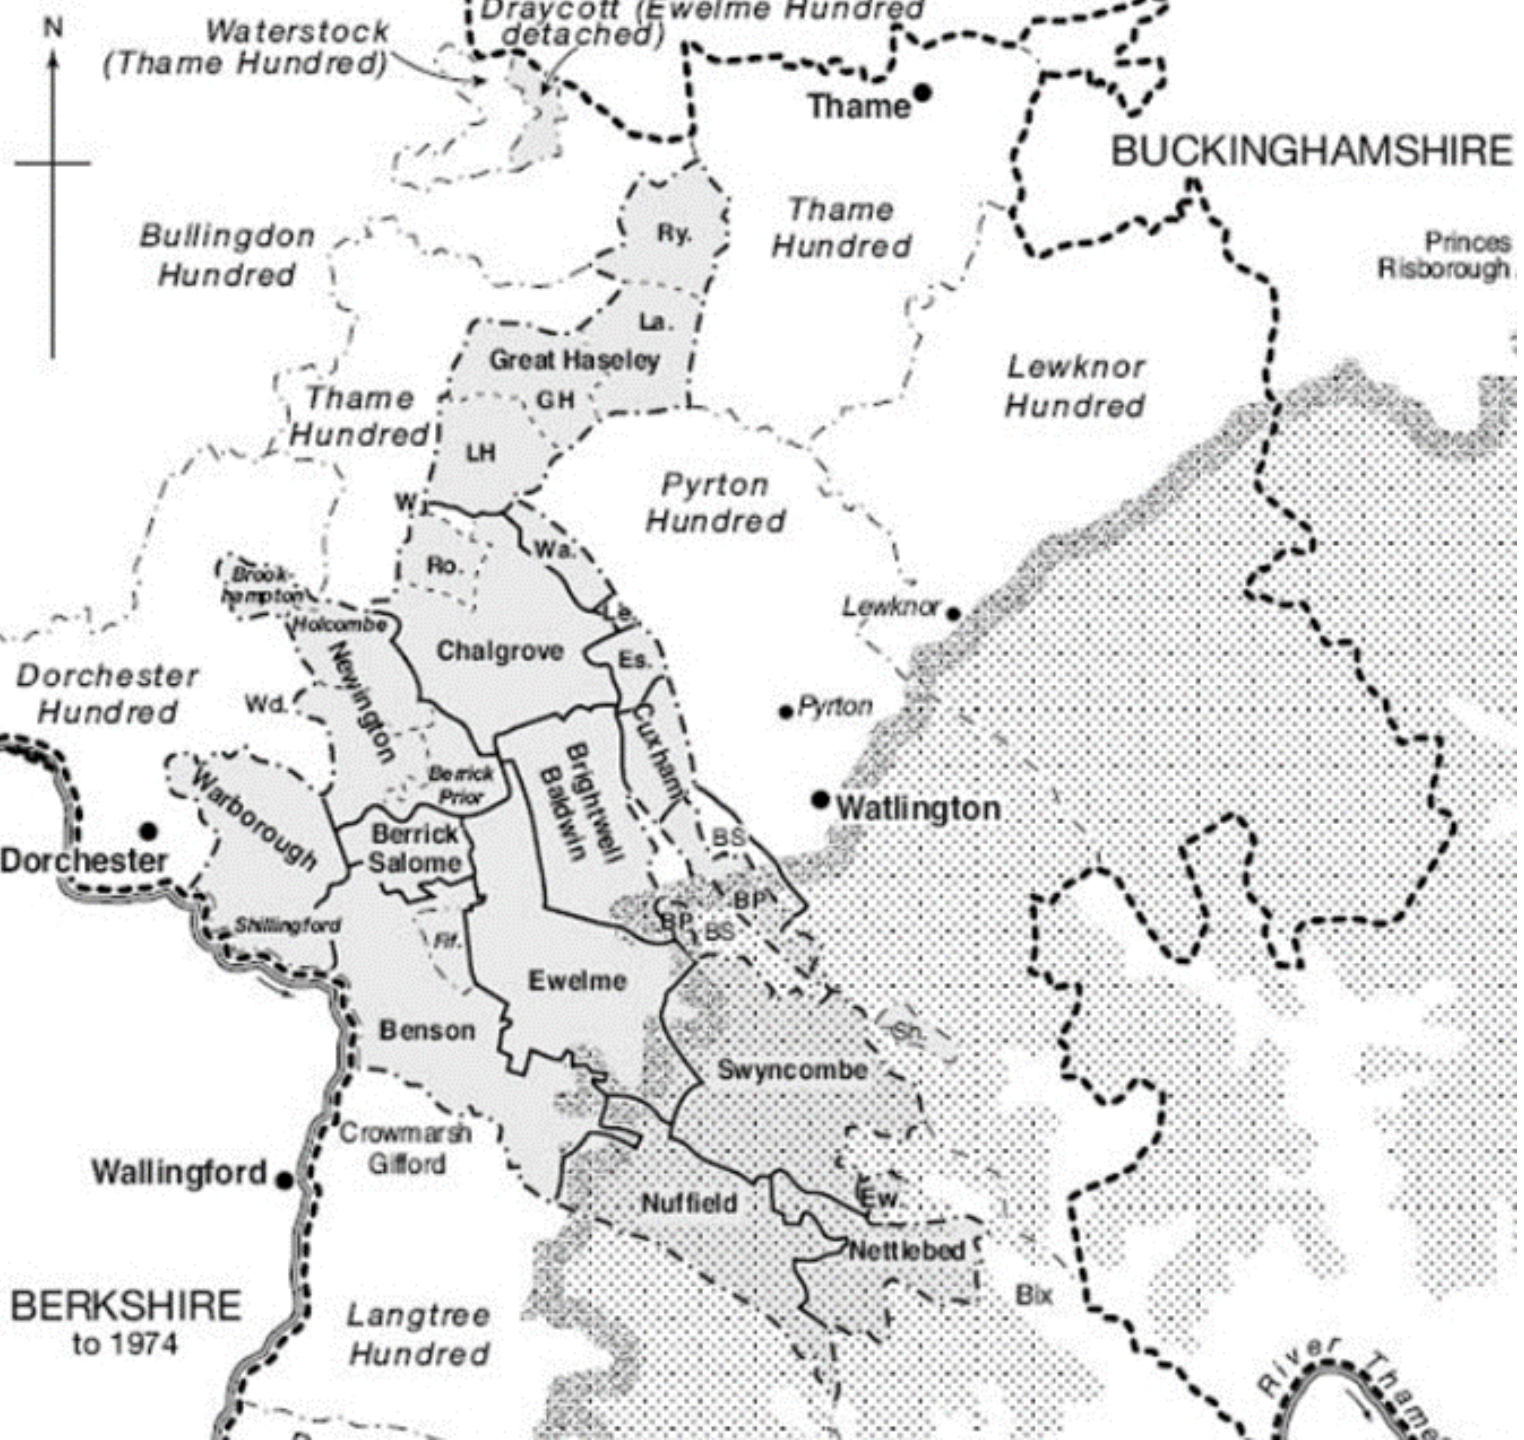 N
Draycott (Ewelme Hundred
detached)
Waterstock
(Thame Hundred)
Thame
BUCKINGHAMSHIRE
Bullingdon
Hundred
Ry.
Thame
Hundred
Princes
Risborough
La.
Great Haseley
GH
Lewknor
Hundred
Thame
Hundred
LH
W.
Pyrton
Hundred
Wa.
Ro.
Brook-
hampton
Lewknor
Holcombe
Chalgrove
Es.
Newington
Dorchester
Hundred
Wd.
Pyrton
Cuxham
Brightwell
Baldwin
Berrick
Prior
Warborough
Watlington
BS
Berrick
Salome
Dorchester
BP
BP
BS
Shillingford
Fif.
Ewelme
Benson
Sh.
Swyncombe
Crowmarsh
Gifford
Wallingford
Ew.
Nuffield
Nettlebed
Bix
BERKSHIRE
to 1974
Langtree
Hundred
River Thames